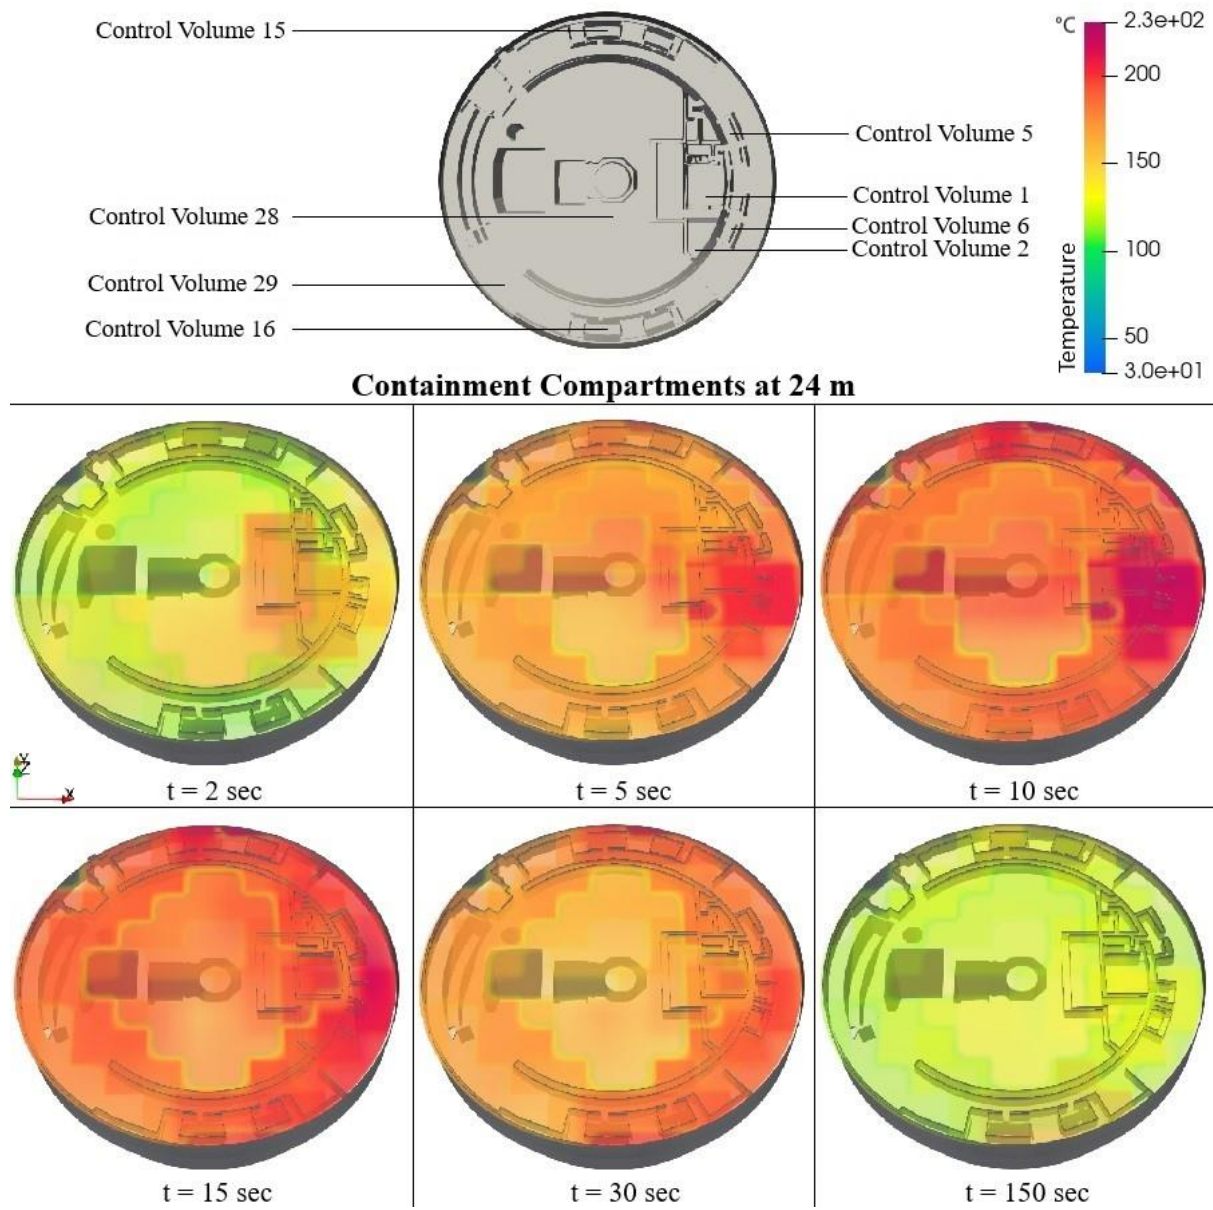 Control Volume 15
Control Volume 28
Control Volume 29
Control Volume 16
Control Volume 5
Control Volume 1
Control Volume 6
Control Volume 2
°C
2.3e+02
200
150
100
50
3.0e+01
Temperature
Containment Compartments at 24 m
Y
Z
X
t = 2 sec
t = 5 sec
t = 10 sec
t = 15 sec
t = 30 sec
t = 150 sec